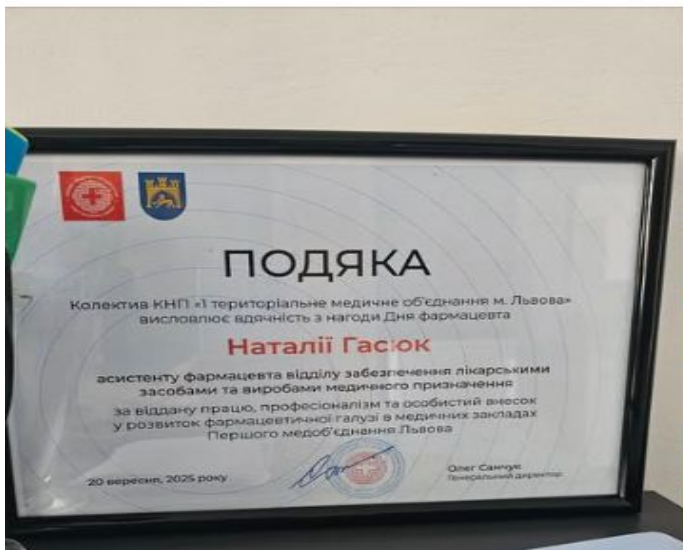 ПОДЯКА
Колектив КНП «1 територіальне медичне об'єднання м. Львова»
висловлює вдячність з нагоди Дня фармацевта
Наталії Гасюк
асистенту фармацевта відділу забезпечення лікарськими
засобами та виробами медичного призначення
за віддану працю, професіоналізм та особистий внесок
у розвиток фармацевтичної галузі в медичних закладах
Першого медоб'єднання Львова
20 вересня, 2025 року
Олег Самчук
Генеральний директор